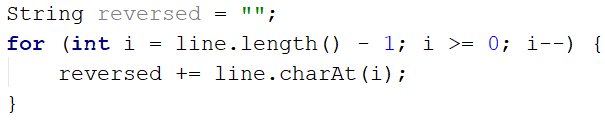 String reversed = "";
for (int i = line.length() - 1; i >= 0; i--) {
    reversed += line.charAt(i);
}